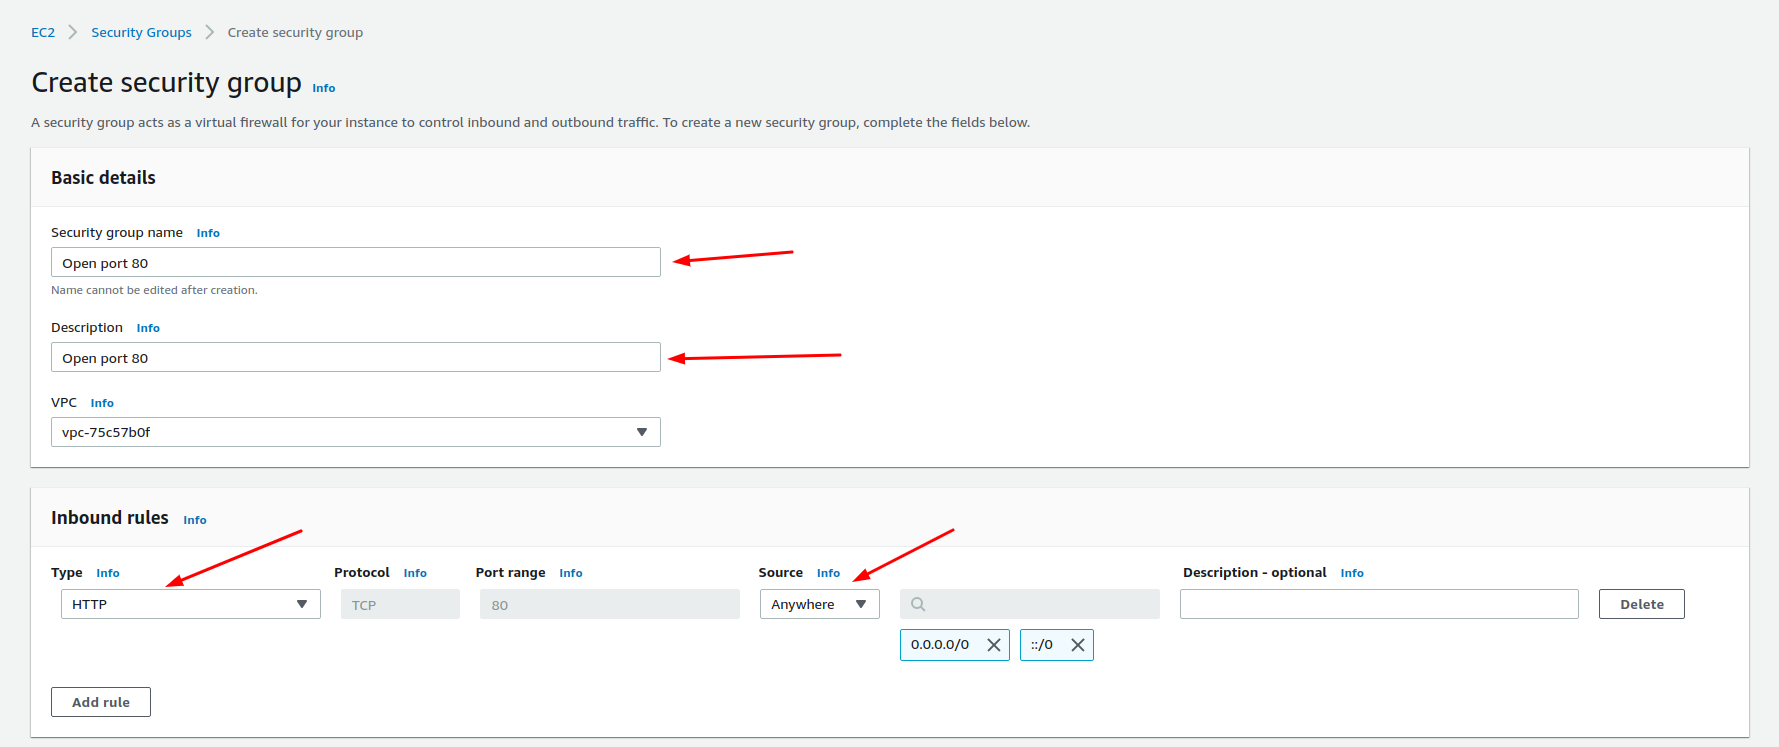 EC2 Security Groups Create security group
Create security group Info
A security group acts as a virtual firewall for your instance to control inbound and outbound traffic. To create a new security group, complete the fields below.
Basic details
Security group name Info
Open port 80
Name cannot be edited after creation.
Description Info
Open port 80
VPC Info
vpc-75c57b0f
Inbound rules Info
Type Info Protocol Info Port range Info Source Info Description - optional Info
HTTP TCP 80 Anywhere Delete
0.0.0.0/0 ::/0
Add rule